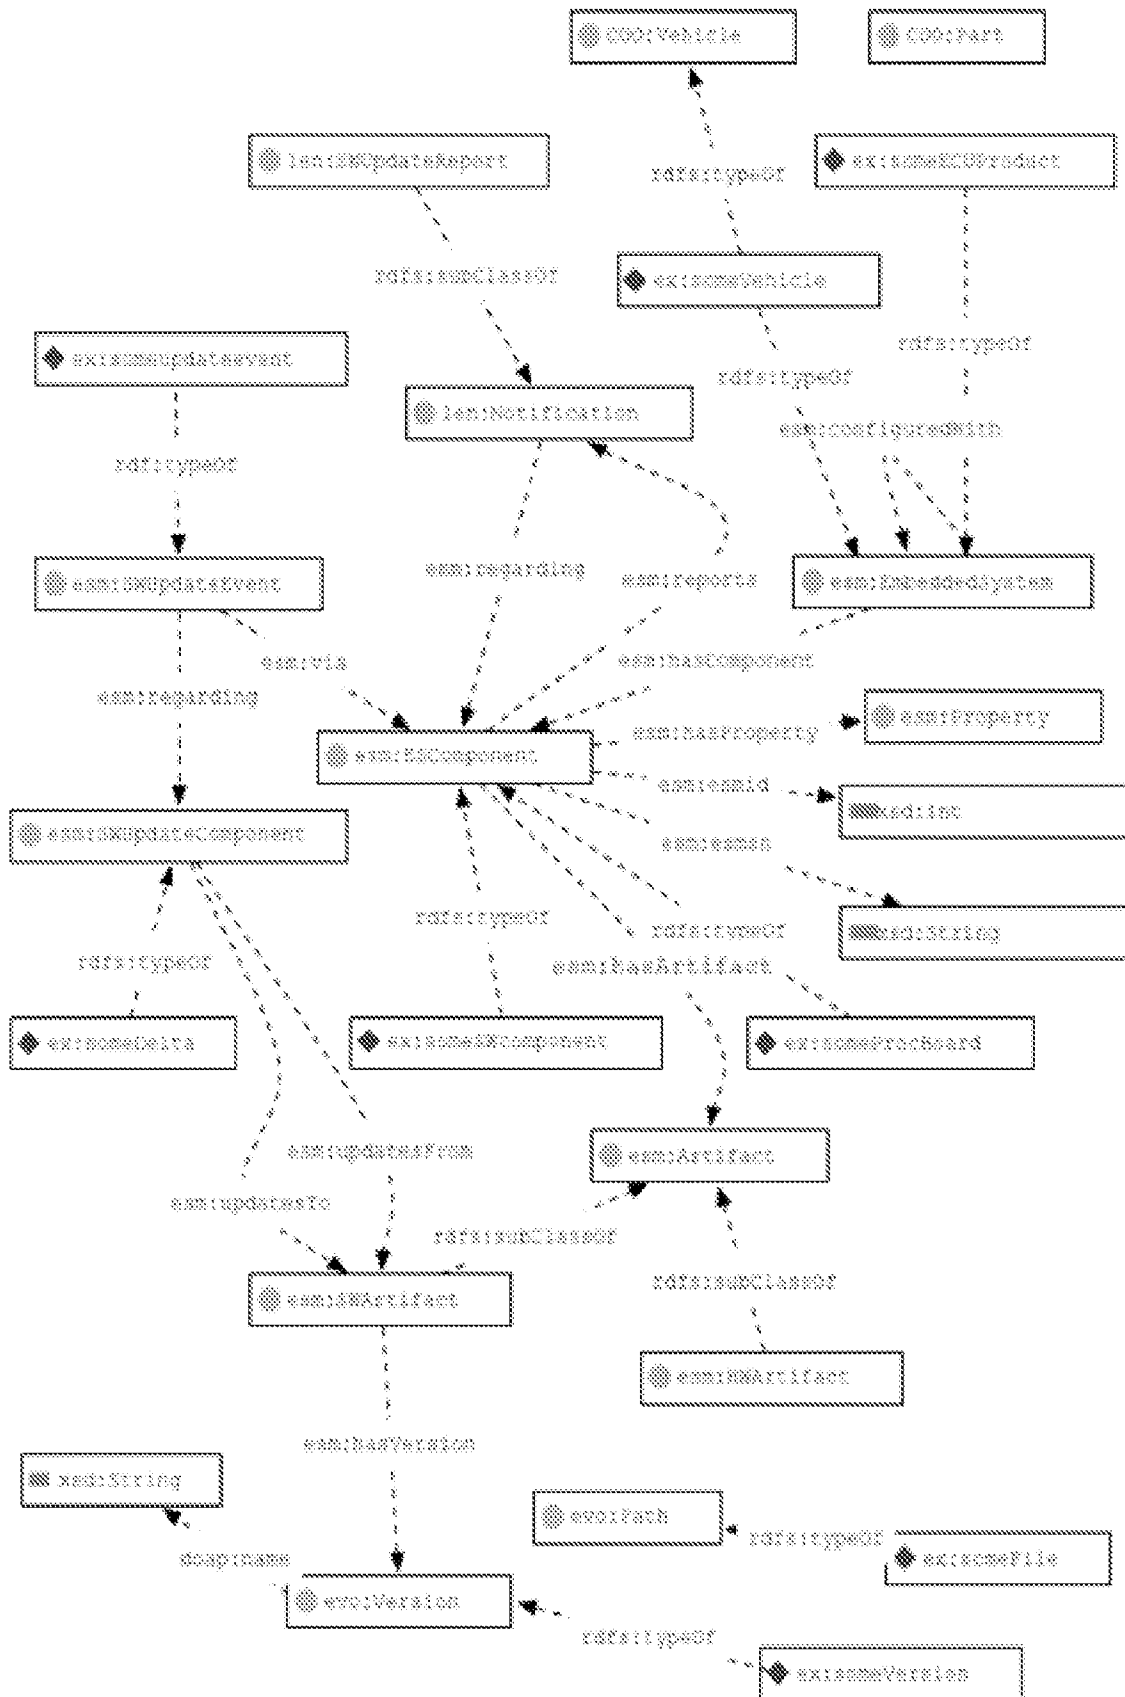 COO:Vehicle
COO:Part
len:SWUpdateReport
ex:someECUProduct
rdfs:typeOf
rdfs:subClassOf
ex:someVehicle
ex:someupdatevent
rdfs:typeOf
rdfs:typeOf
len:Notification
esm:configuredWith
rdf:typeOf
esm:SWUpdateEvent
esm:regarding
esm:reports
esm:EmbeddedSystem
esm:via
esm:hasComponent
esm:regarding
esm:Property
esm:hasProperty
esm:ESComponent
esm:esmid
xsd:int
esm:SWUpdateComponent
esm:esmsn
rdfs:typeOf
xsd:String
rdfs:typeOf
rdfs:typeOf
esm:hasArtifact
ex:someDelta
ex:someSWcomponent
ex:someProcBoard
esm:updatesFrom
esm:Artifact
esm:updatesTo
rdfs:subClassOf
esm:SWArtifact
rdfs:subClassOf
esm:HWArtifact
esm:hasVersion
xsd:String
evo:Path
rdfs:typeOf
ex:someFile
doap:name
evo:Version
rdfs:typeOf
ex:someVersion